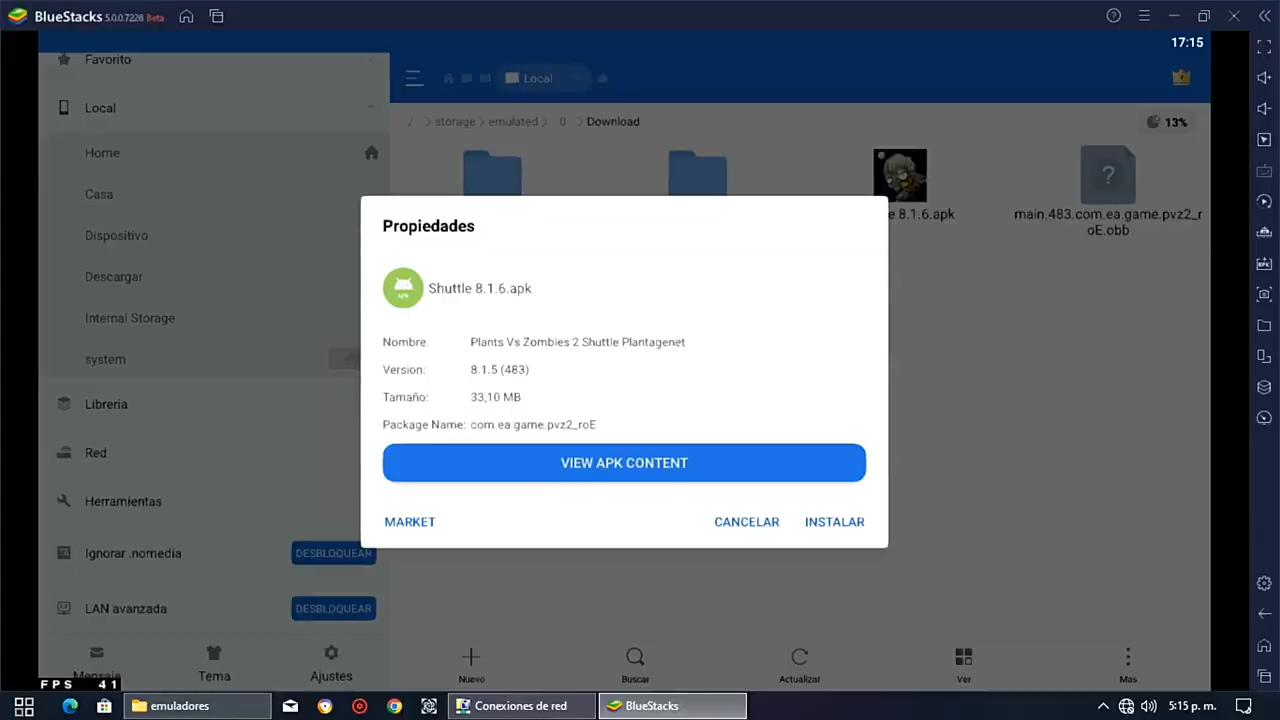 BlueStacks 5.0.0.7228 Beta
17:15
Favorito
Local
Home
Casa
Dispositivo
Descargar
Internal Storage
system
Libreria
Red
Herramientas
Ignorar .nomedia DESBLOQUEAR
LAN avanzada DESBLOQUEAR
Mensaje Tema Ajustes
FPS 41
Local
/ storage emulated 0 Download
13%
e 8.1.6.apk
main.483.com.ea.game.pvz2_r
oE.obb
Propiedades
Shuttle 8.1.6.apk
Nombre: Plants Vs Zombies 2 Shuttle Plantagenet
Version: 8.1.5 (483)
Tamaño: 33,10 MB
Package Name: com.ea.game.pvz2_roE
VIEW APK CONTENT
MARKET CANCELAR INSTALAR
Nuevo Buscar Actualizar Ver Mas
emuladores Conexiones de red BlueStacks 5:15 p. m.